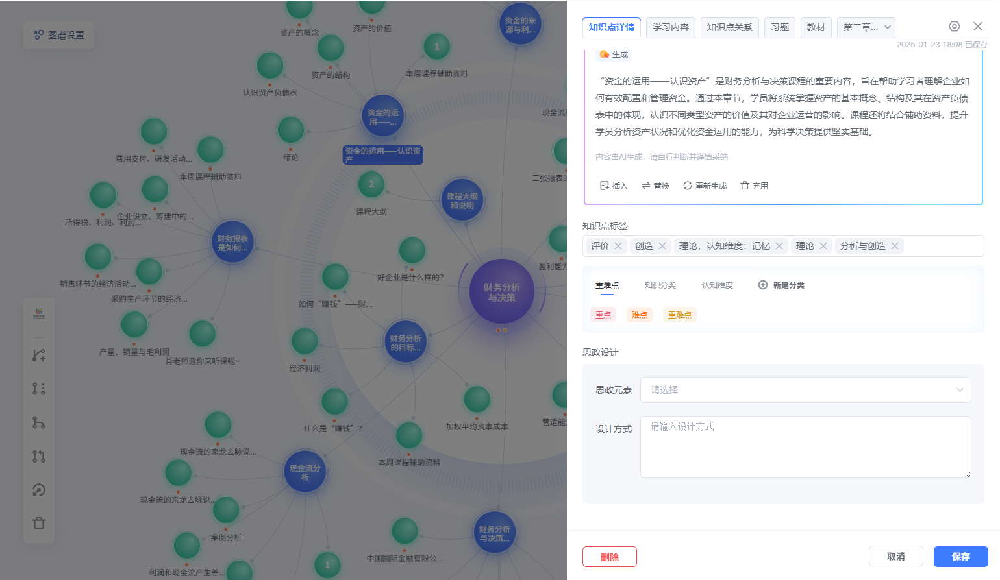 图谱设置
资产的概念
资产的价值
资金的来
源与利...
1
资产的结构
本周课程辅助资料
认识资产负债表
资金的运
用——...
绪论
资金的运用——认识资
产
费用支付、研发活动...
本周课程辅助资料
2
课程大纲
课程大纲
和说明
三张报表的
企业设立、筹建中的...
所得税、利润、利润...
财务报表
是如何...
销售环节的经济活动...
采购生产环节的经济...
好企业是什么样的？
盈利能力
如何“赚钱”——财...
财务分析
与决策
产量、销量与毛利润
肖老师邀你来听课啦~
财务分析
的目标...
经济利润
什么是“赚钱”？
加权平均资本成本
营运能
现金流的来龙去脉说...
本周课程辅助资料
现金流分
析
现金流的来龙去脉说...
案例分析
财务分析
与决策...
中国国际金融有限公...
1
利润和现金流产生差...
知识点详情
学习内容
知识点关系
习题
教材
第二章...
2026-01-23 18:08 已保存
生成
“资金的运用——认识资产”是财务分析与决策课程的重要内容，旨在帮助学习者理解企业如
何有效配置和管理资金。通过本章节，学员将系统掌握资产的基本概念、结构及其在资产负债
表中的体现，认识不同类型资产的价值及其对企业运营的影响。课程还将结合辅助资料，提升
学员分析资产状况和优化资金运用的能力，为科学决策提供坚实基础。
内容由AI生成，请自行判断并谨慎采纳
插入
替换
重新生成
弃用
知识点标签
评价
创造
理论，认知维度：记忆
理论
分析与创造
重难点
知识分类
认知维度
新建分类
重点
难点
重难点
思政设计
思政元素
请选择
设计方式
请输入设计方式
删除
取消
保存